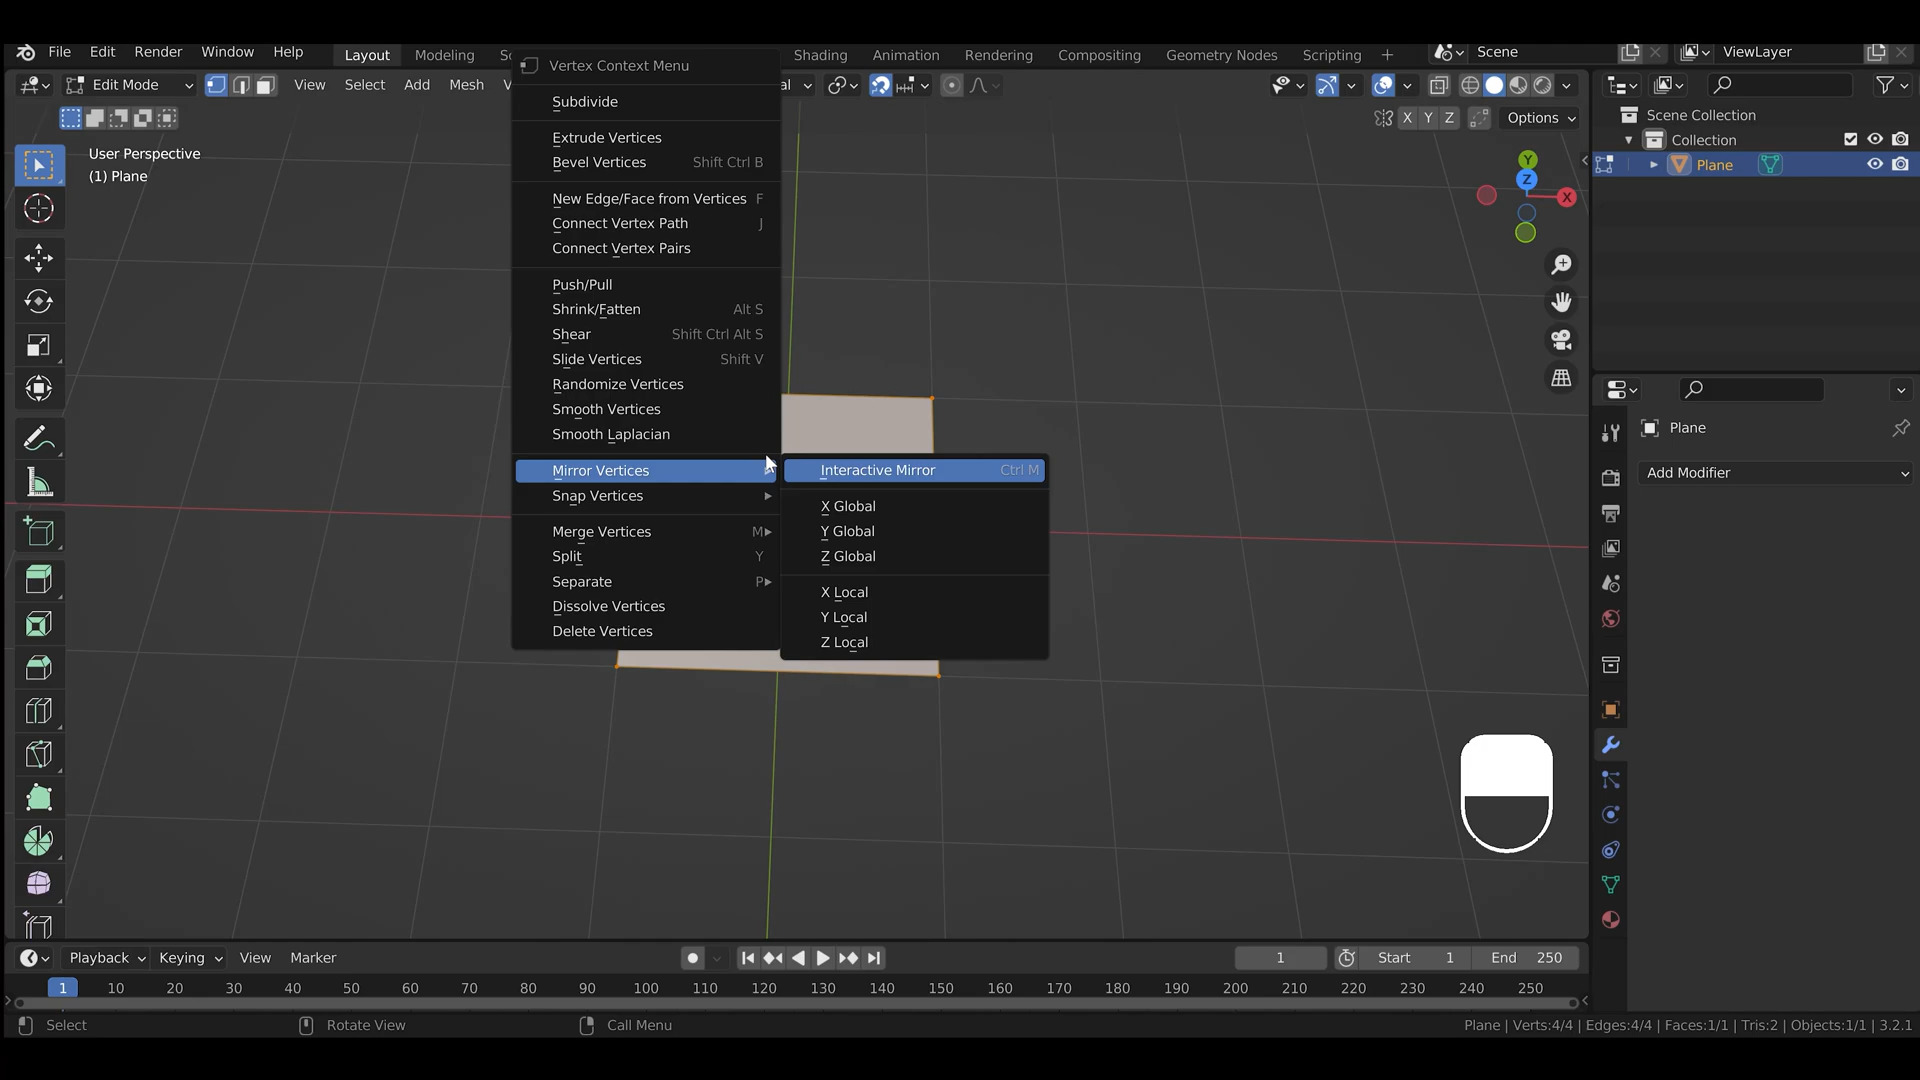 File Edit Render Window Help Layout Modeling Shading Animation Rendering Compositing Geometry Nodes Scripting + Scene ViewLayer
Edit Mode View Select Add Mesh
X Y Z Options
User Perspective
(1) Plane
Vertex Context Menu
Subdivide
Extrude Vertices
Bevel Vertices Shift Ctrl B
New Edge/Face from Vertices F
Connect Vertex Path J
Connect Vertex Pairs
Push/Pull
Shrink/Fatten Alt S
Shear Shift Ctrl Alt S
Slide Vertices Shift V
Randomize Vertices
Smooth Vertices
Smooth Laplacian
Mirror Vertices
Snap Vertices
Merge Vertices M
Split Y
Separate P
Dissolve Vertices
Delete Vertices
Interactive Mirror Ctrl M
X Global
Y Global
Z Global
X Local
Y Local
Z Local
Y
Z
X
Scene Collection
Collection
Plane
Plane
Add Modifier
Playback Keying View Marker 1 Start 1 End 250
1 10 20 30 40 50 60 70 80 90 100 110 120 130 140 150 160 170 180 190 200 210 220 230 240 250
Select Rotate View Call Menu Plane | Verts:4/4 | Edges:4/4 | Faces:1/1 | Tris:2 | Objects:1/1 | 3.2.1